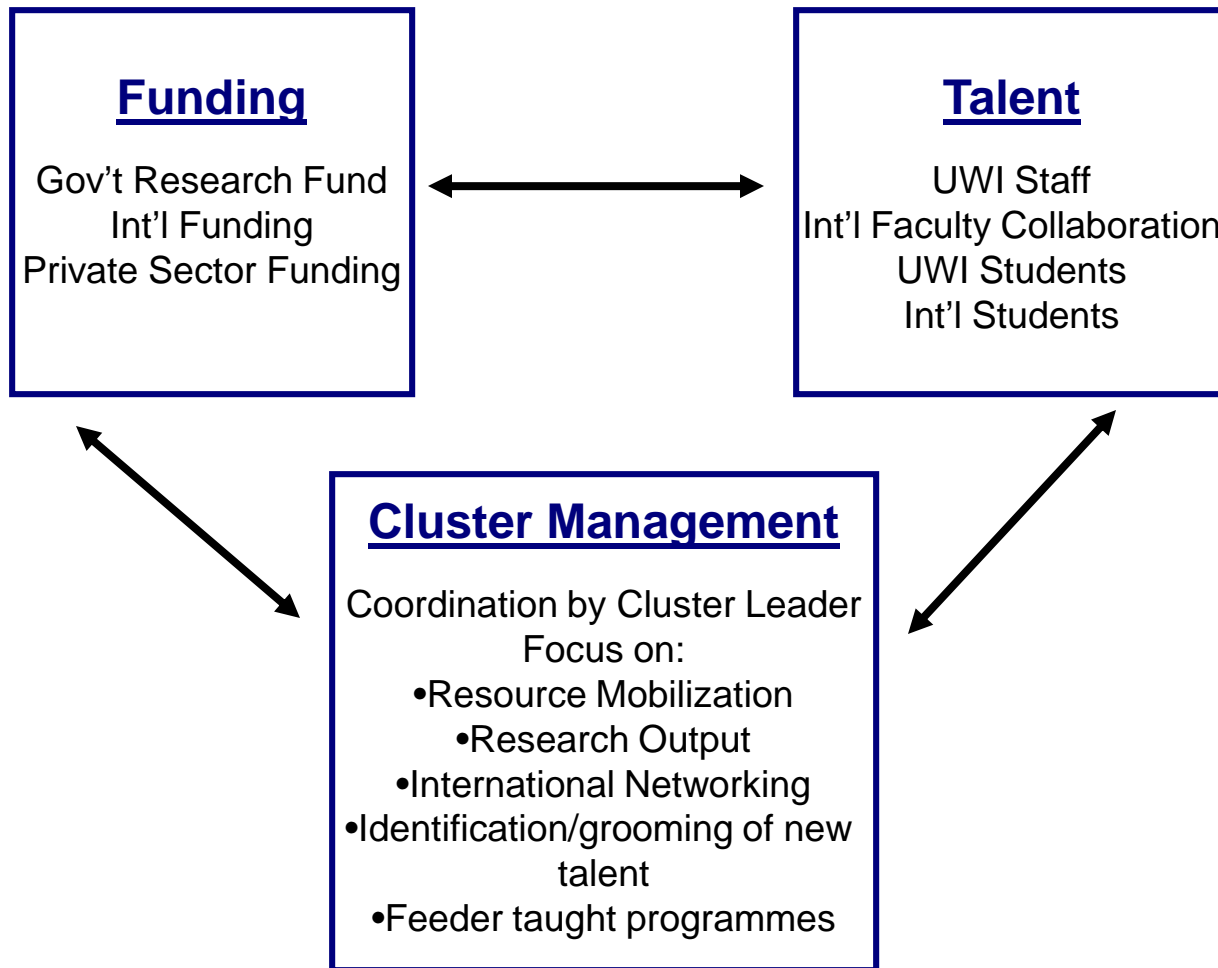 Funding
Gov’t Research Fund
Int’l Funding
Private Sector Funding
Talent
UWI Staff
Int’l Faculty Collaboration
UWI Students
Int’l Students
Cluster Management
Coordination by Cluster Leader
Focus on:
•Resource Mobilization
•Research Output
•International Networking
•Identification/grooming of new
talent
•Feeder taught programmes